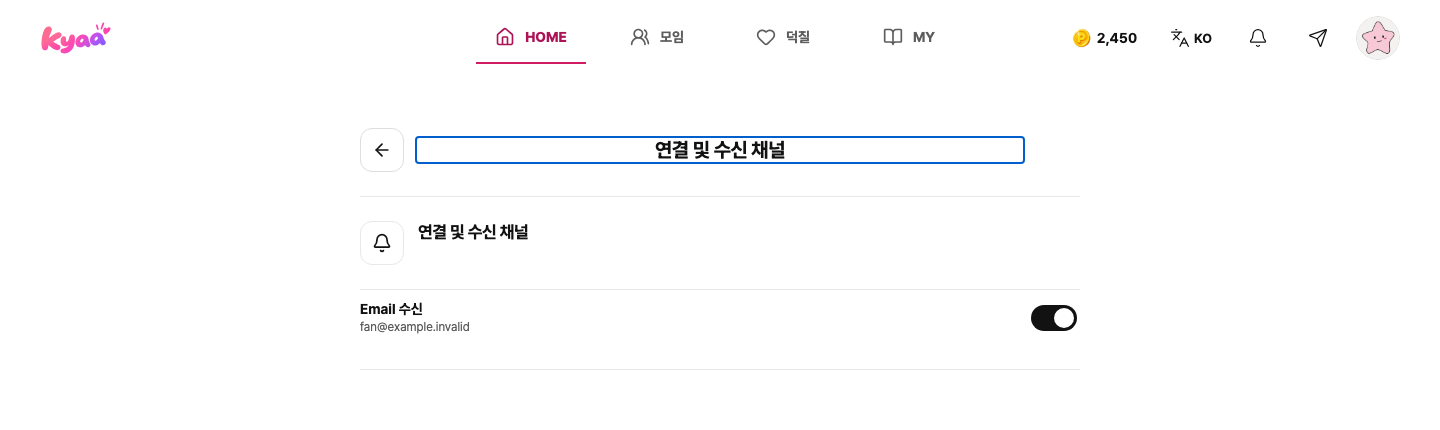 kyaa
HOME
모임
덕질
MY
2,450
KO
연결 및 수신 채널
연결 및 수신 채널
Email 수신
fan@example.invalid